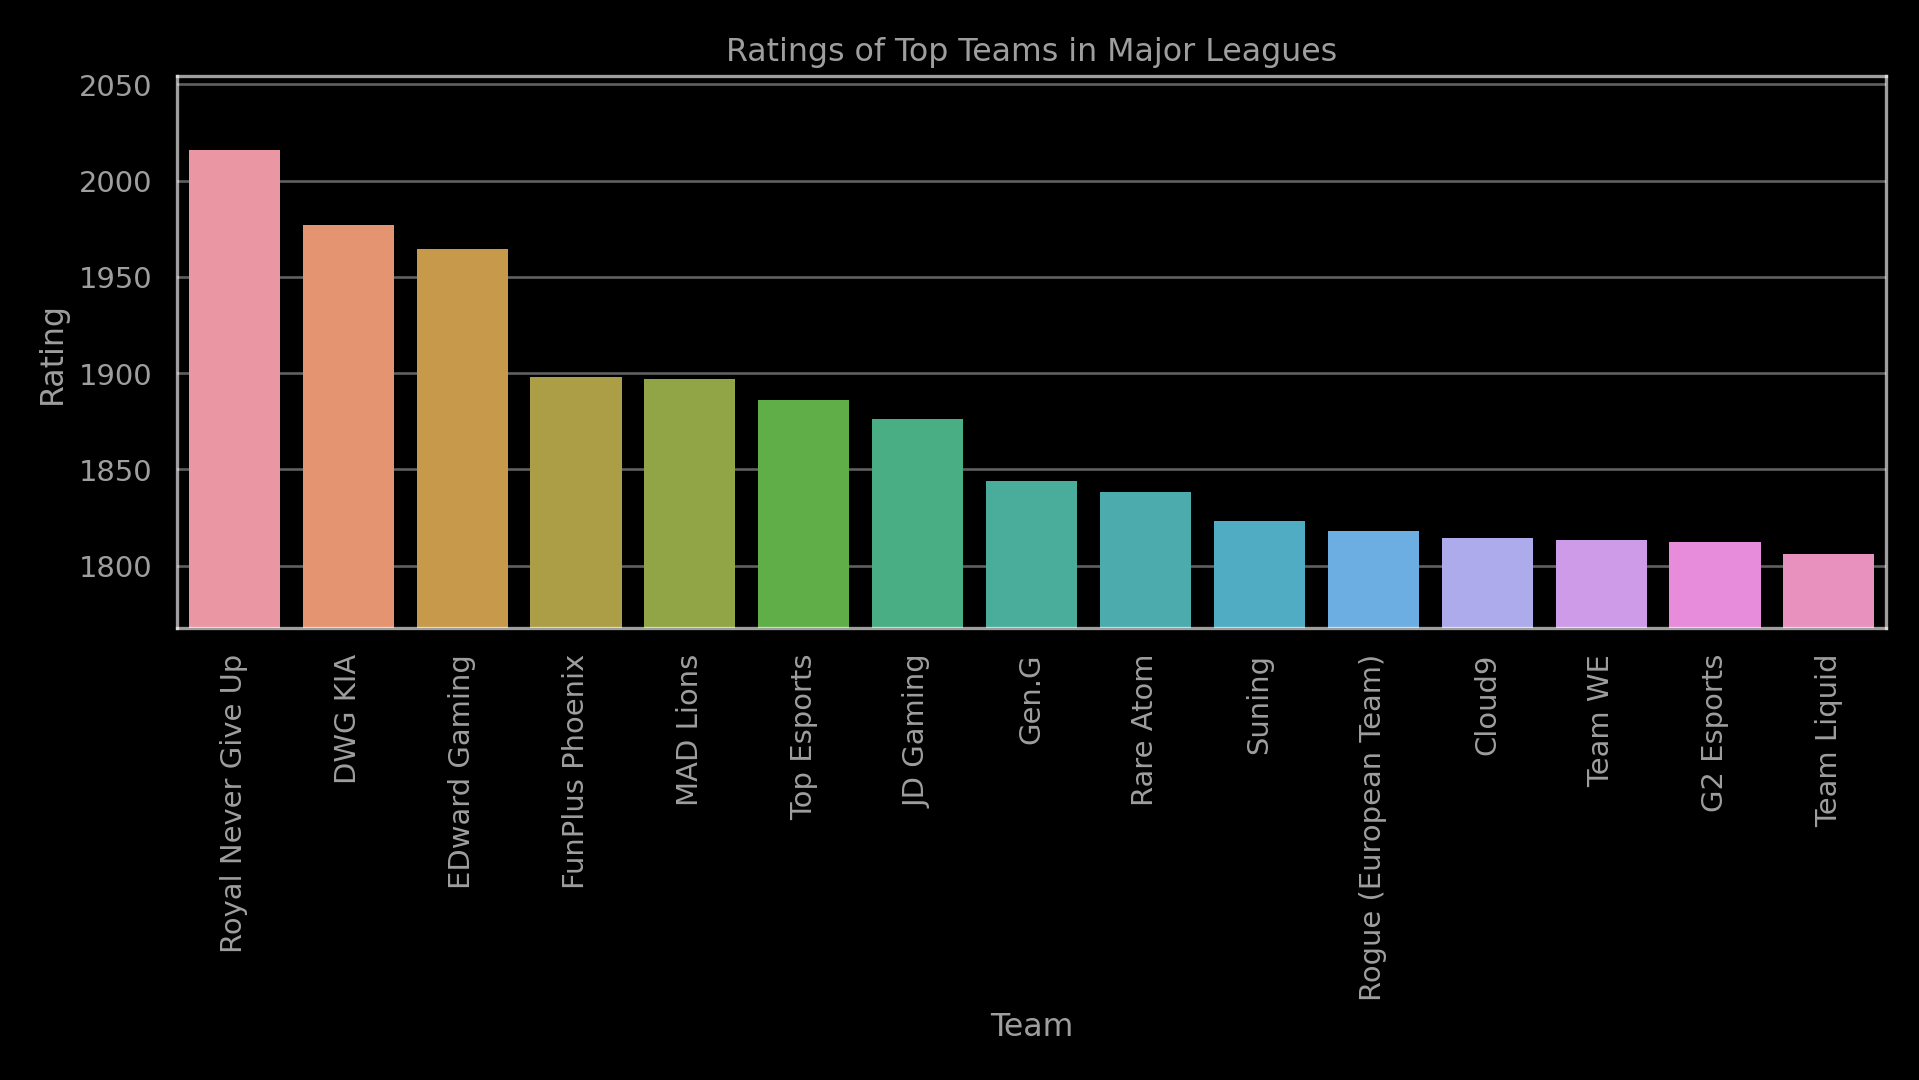 Ratings of Top Teams in Major Leagues
Rating
2050
2000
1950
1900
1850
1800
Royal Never Give Up
DWG KIA
EDward Gaming
FunPlus Phoenix
MAD Lions
Top Esports
JD Gaming
Gen.G
Rare Atom
Suning
Rogue (European Team)
Cloud9
Team WE
G2 Esports
Team Liquid
Team